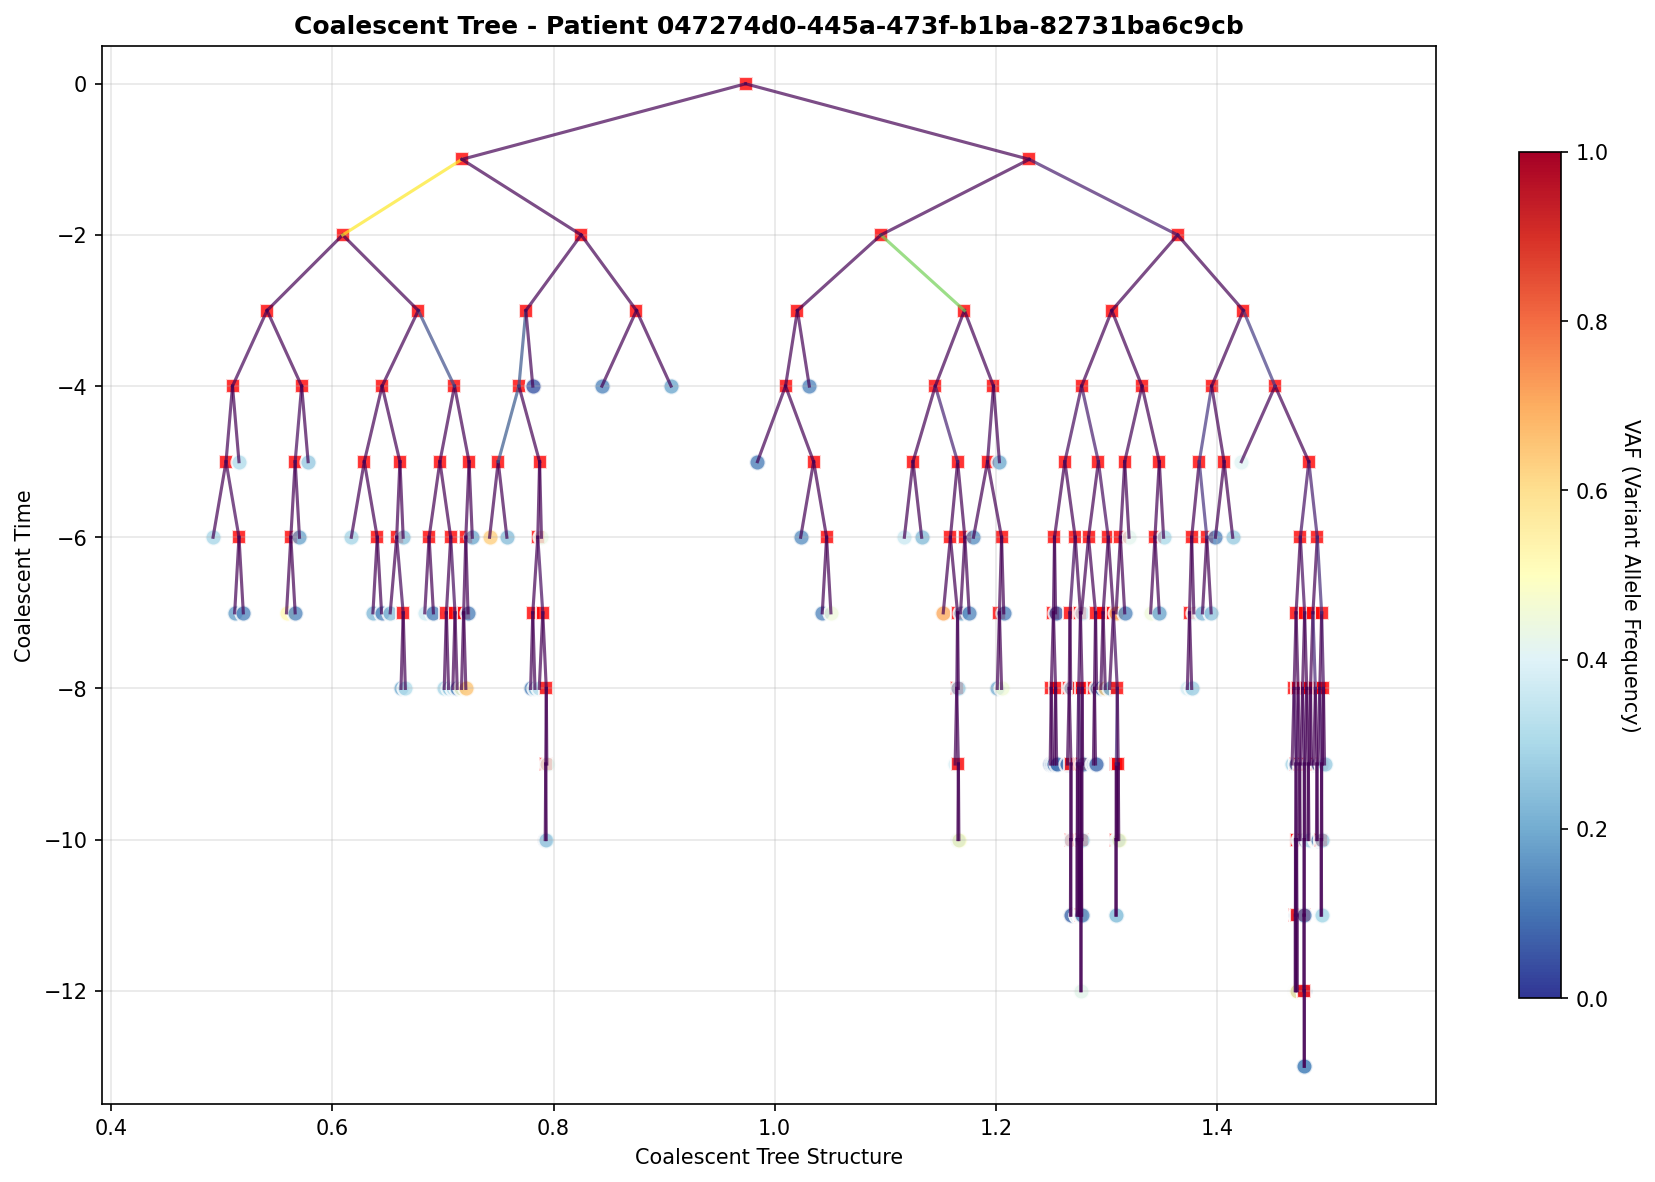 Coalescent Tree - Patient 047274d0-445a-473f-b1ba-82731ba6c9cb
0
−2
−4
−6
−8
−10
−12
Coalescent Time
0.4 0.6 0.8 1.0 1.2 1.4
Coalescent Tree Structure
1.0
0.8
0.6
0.4
0.2
0.0
VAF (Variant Allele Frequency)